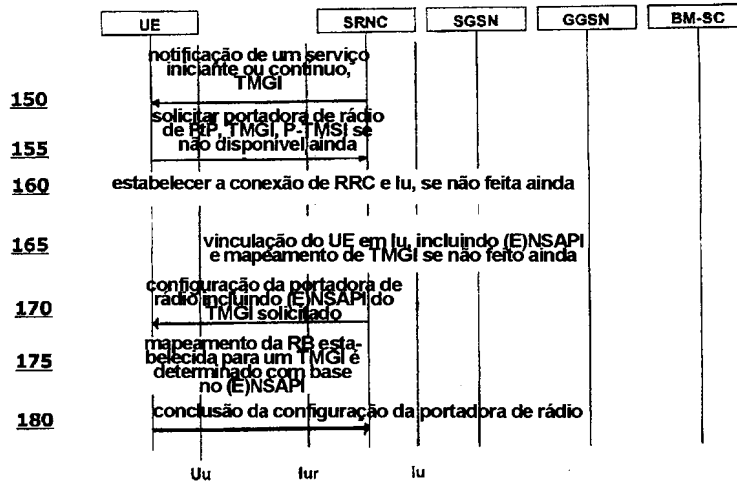 UE SRNC SGSN GGSN BM-SC
notificação de um serviço
iniciante ou contínuo,
TMGI
150
solicitar portadora de rádio
de PtP, TMGI, P-TMSI se
não disponível ainda
155
160 estabelecer a conexão de RRC e Iu, se não feita ainda
165 vinculação do UE em Iu, incluindo (E)NSAPI
e mapeamento de TMGI se não feito ainda
configuração da portadora de
rádio incluindo (E)NSAPI do
170 TMGI solicitado
mapeamento da RB esta-
belecida para um TMGI é
175 determinado com base
no (E)NSAPI
180 conclusão da configuração da portadora de rádio
Uu Iur Iu